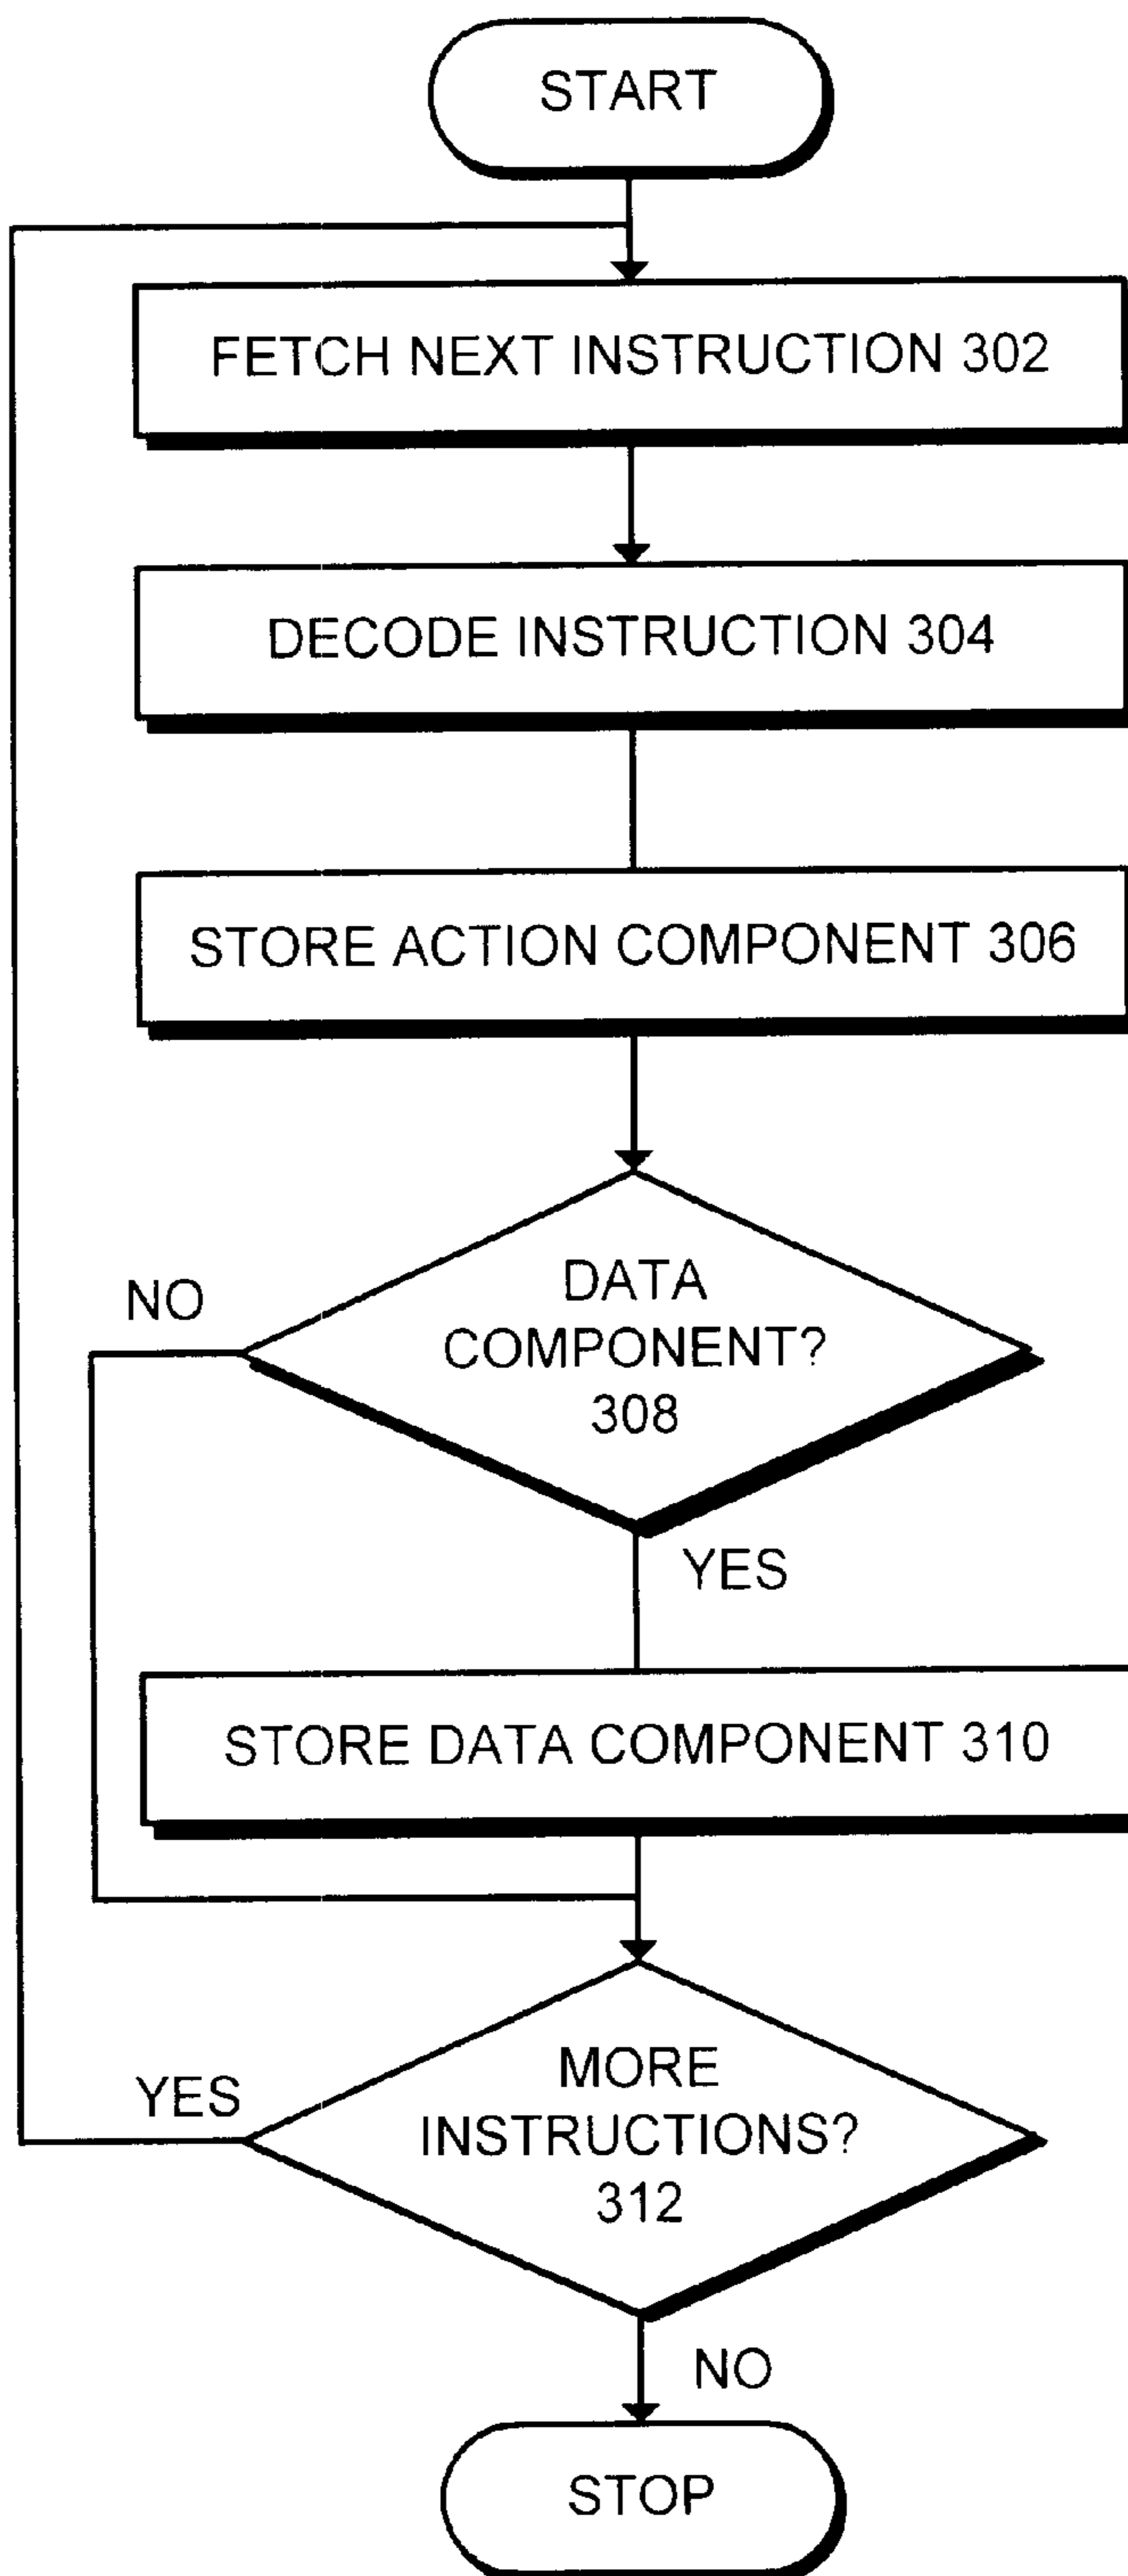 START
FETCH NEXT INSTRUCTION 302
DECODE INSTRUCTION 304
STORE ACTION COMPONENT 306
DATA
COMPONENT?
308
NO
YES
STORE DATA COMPONENT 310
MORE
INSTRUCTIONS?
312
YES
NO
STOP